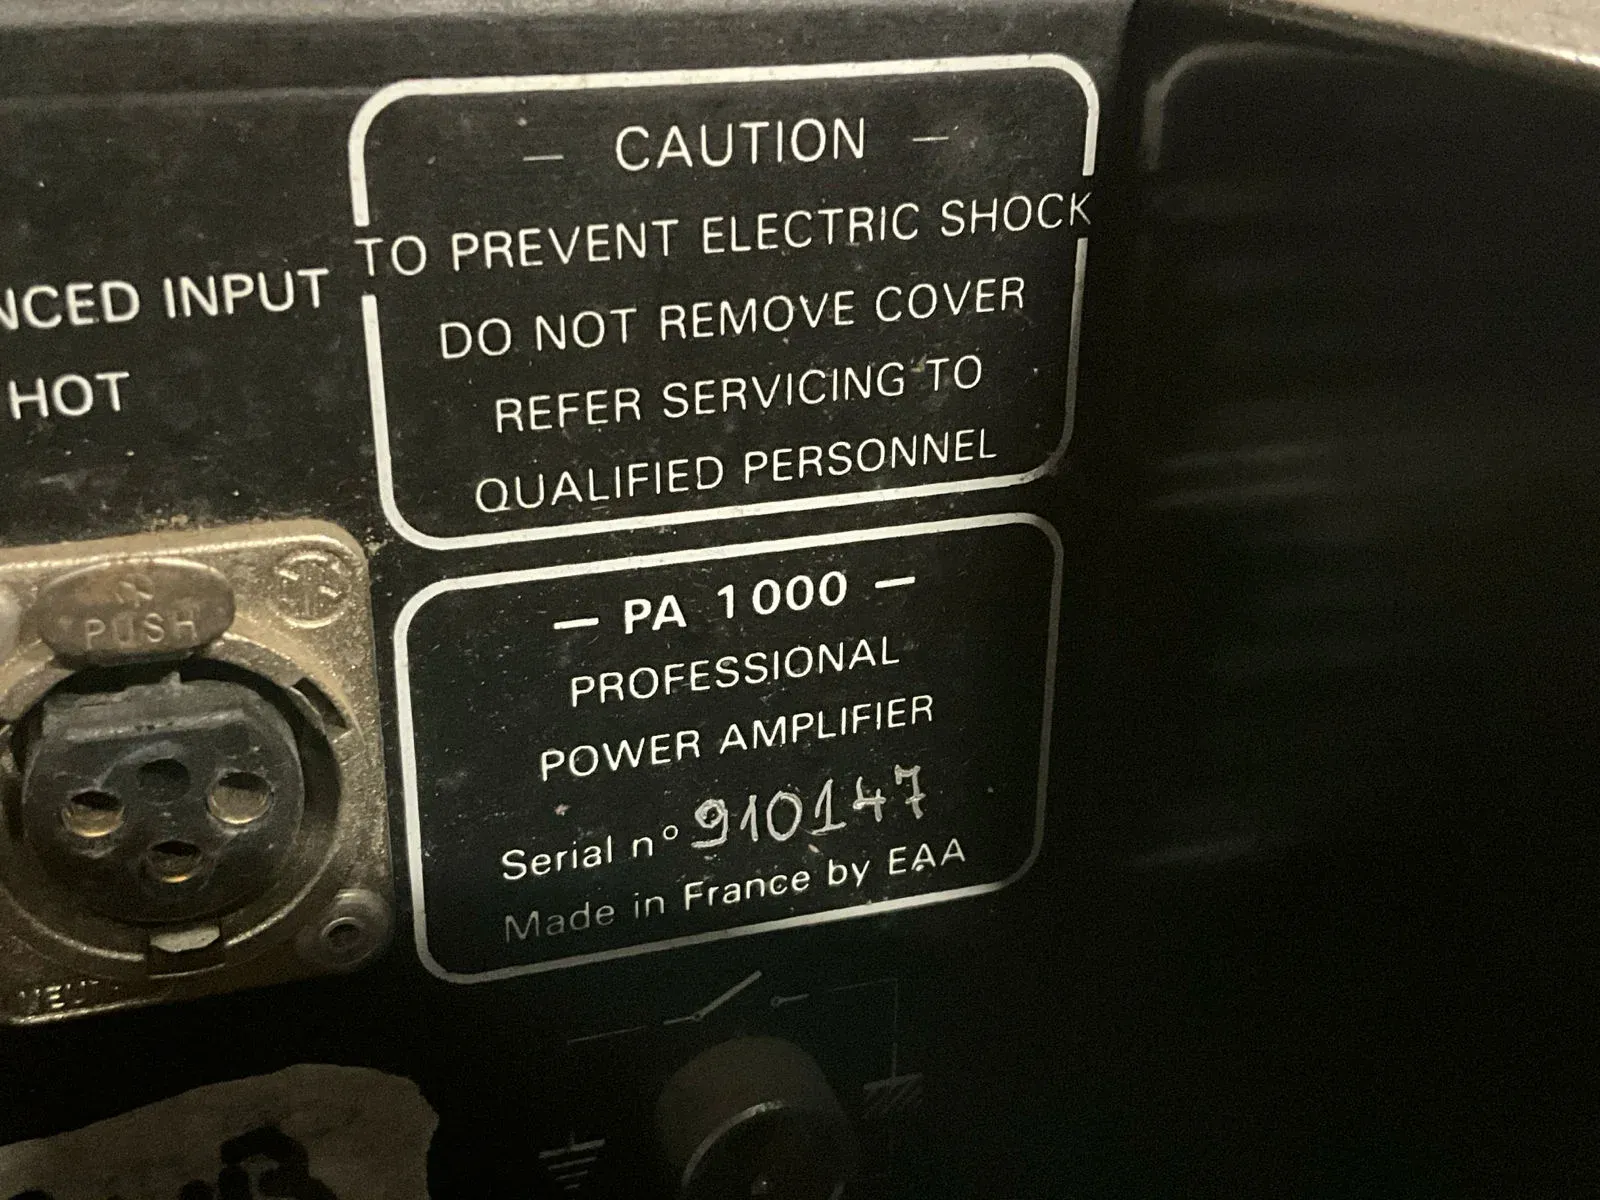 — CAUTION —
TO PREVENT ELECTRIC SHOCK
DO NOT REMOVE COVER
REFER SERVICING TO
QUALIFIED PERSONNEL
INPUT
HOT
PUSH
— PA 1000 —
PROFESSIONAL
POWER AMPLIFIER
Serial n° 910147
Made in France by EAA